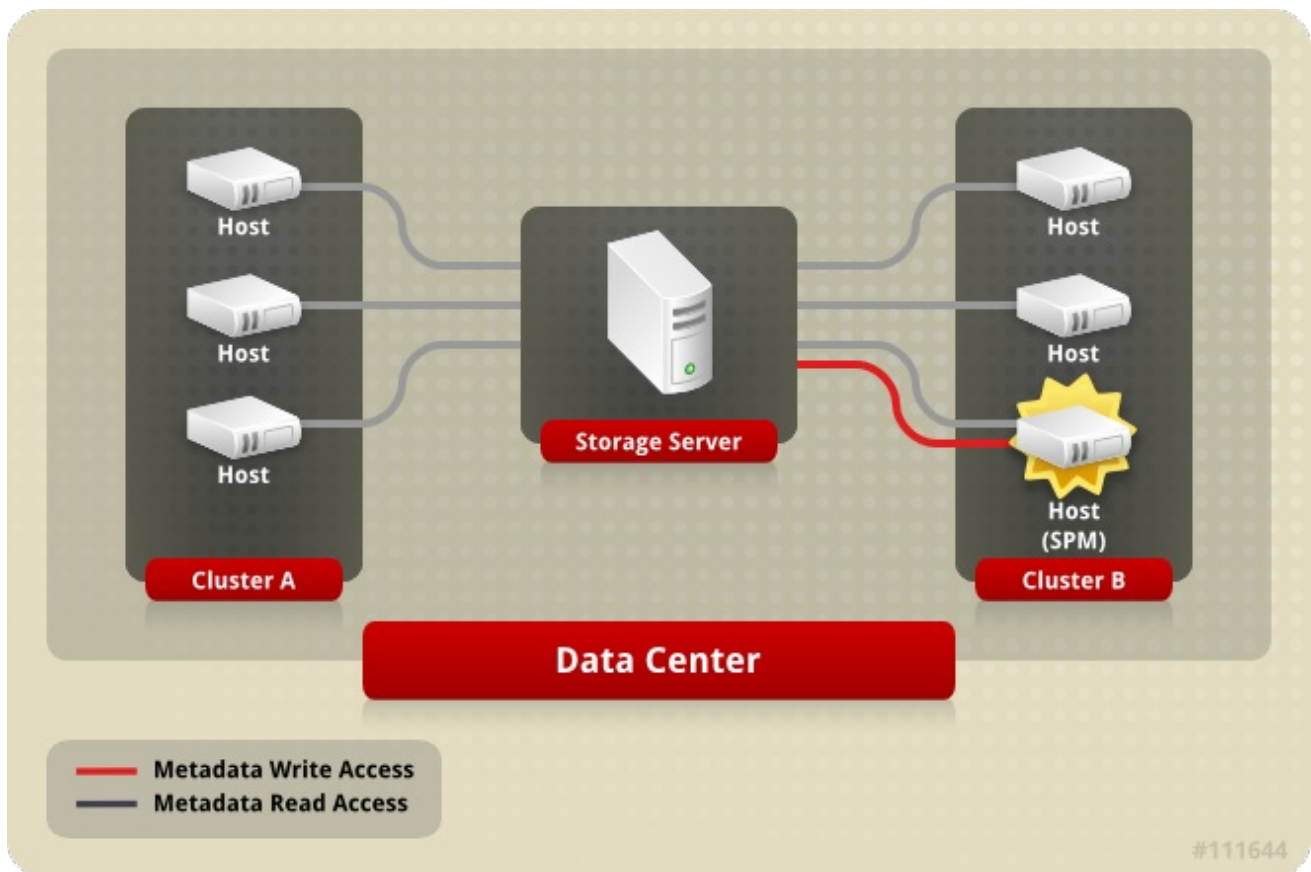 Host
Host
Host
Cluster A
Storage Server
Host
Host
Host
(SPM)
Cluster B
Data Center
Metadata Write Access
Metadata Read Access
#111644